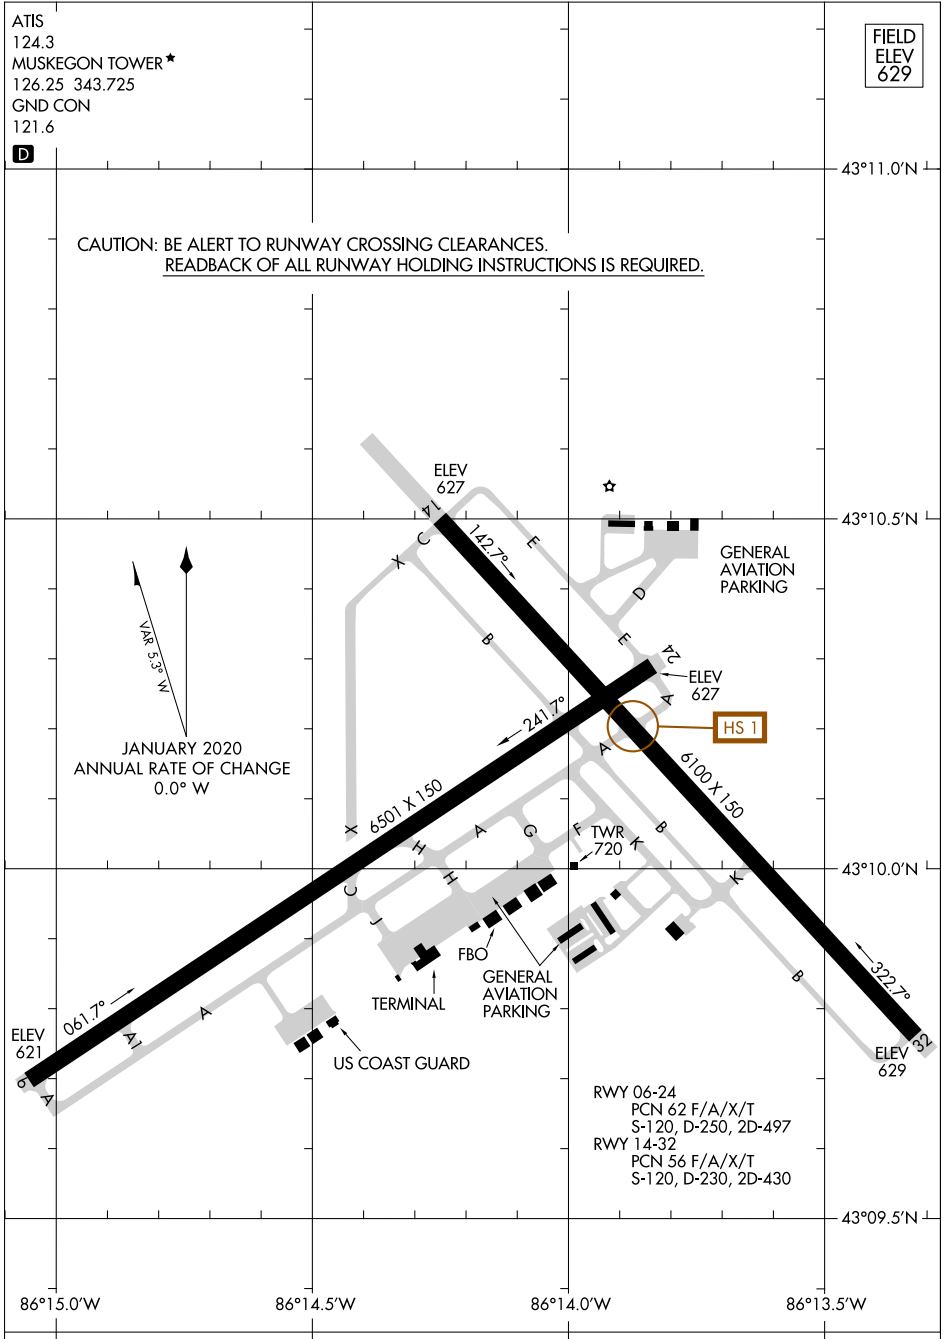 ATIS
124.3
MUSKEGON TOWER★
126.25 343.725
GND CON
121.6
D
FIELD
ELEV
629
43°11.0'N
CAUTION: BE ALERT TO RUNWAY CROSSING CLEARANCES.
READBACK OF ALL RUNWAY HOLDING INSTRUCTIONS IS REQUIRED.
ELEV
627
14
43°10.5'N
C
142.7°
E
X
GENERAL
AVIATION
PARKING
D
VAR 5.3° W
B
E
24
ELEV
627
A
241.7°
HS 1
A
JANUARY 2020
ANNUAL RATE OF CHANGE
0.0° W
6100 X 150
6501 X 150
X
H
A
G
F
TWR
720
K
B
43°10.0'N
C
H
K
J
FBO
GENERAL
AVIATION
PARKING
TERMINAL
B
322.7°
061.7°
A
A1
ELEV
621
US COAST GUARD
32
ELEV
629
6
A
RWY 06-24
PCN 62 F/A/X/T
S-120, D-250, 2D-497
RWY 14-32
PCN 56 F/A/X/T
S-120, D-230, 2D-430
43°09.5'N
86°15.0'W
86°14.5'W
86°14.0'W
86°13.5'W